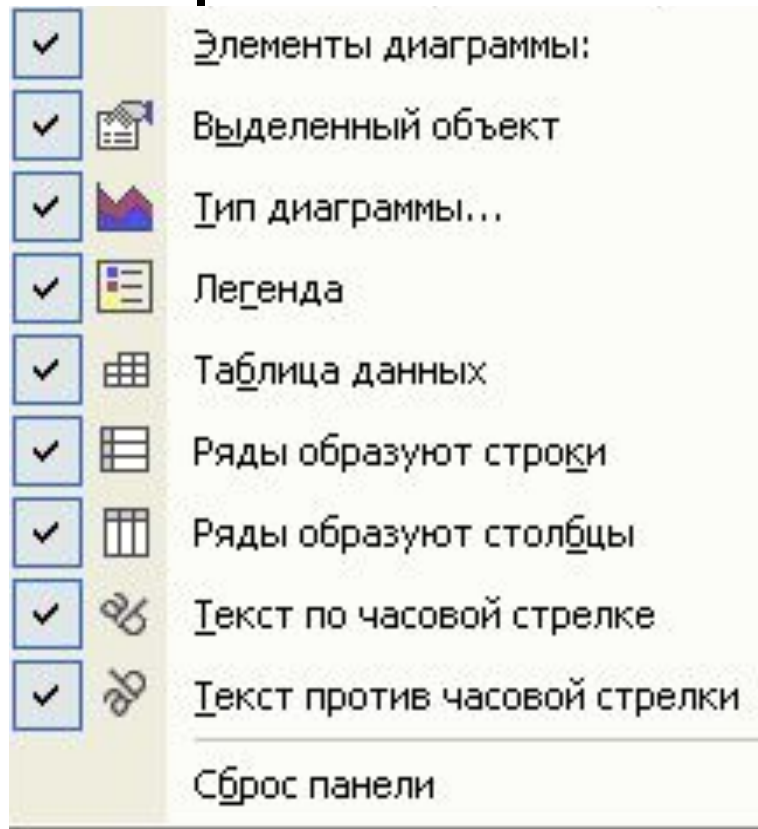 Элементы диаграммы:
Выделенный объект
Тип диаграммы...
Легенда
Таблица данных
Ряды образуют строки
Ряды образуют столбцы
Текст по часовой стрелке
Текст против часовой стрелки
Сброс панели